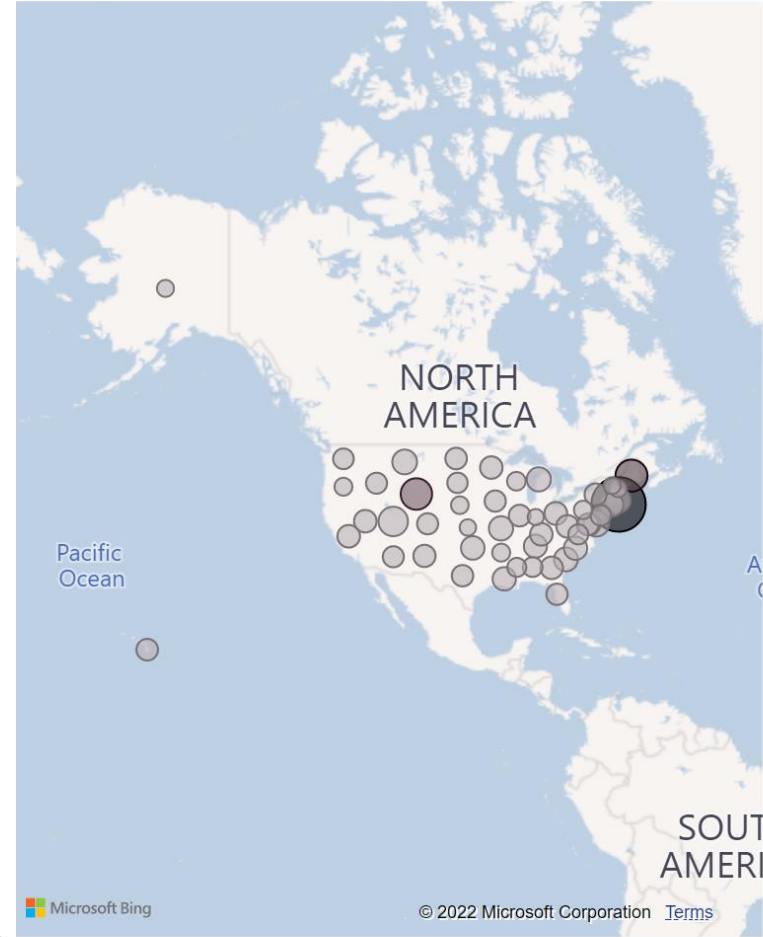 NORTH
AMERICA
Pacific
Ocean
A
SOUT
AMERI
Microsoft Bing
© 2022 Microsoft Corporation Terms